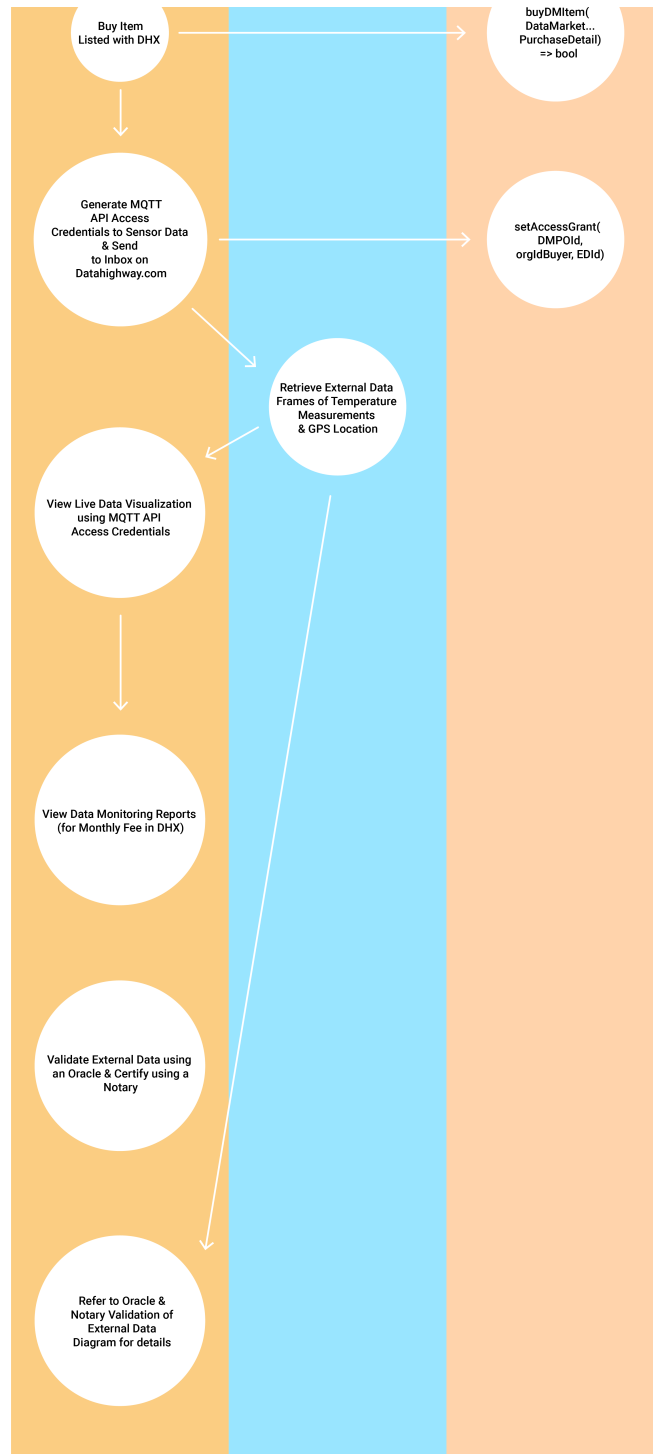 Buy Item
Listed with DHX
buyDMItem(
DataMarket...
PurchaseDetail)
=> bool
Generate MQTT
API Access
Credentials to Sensor Data
& Send
to Inbox on
Datahighway.com
setAccessGrant(
DMPOId,
orgIdBuyer, EDId)
Retrieve External Data
Frames of Temperature
Measurements
& GPS Location
View Live Data Visualization
using MQTT API
Access Credentials
View Data Monitoring Reports
(for Monthly Fee in DHX)
Validate External Data using
an Oracle & Certify using a
Notary
Refer to Oracle &
Notary Validation of
External Data
Diagram for details